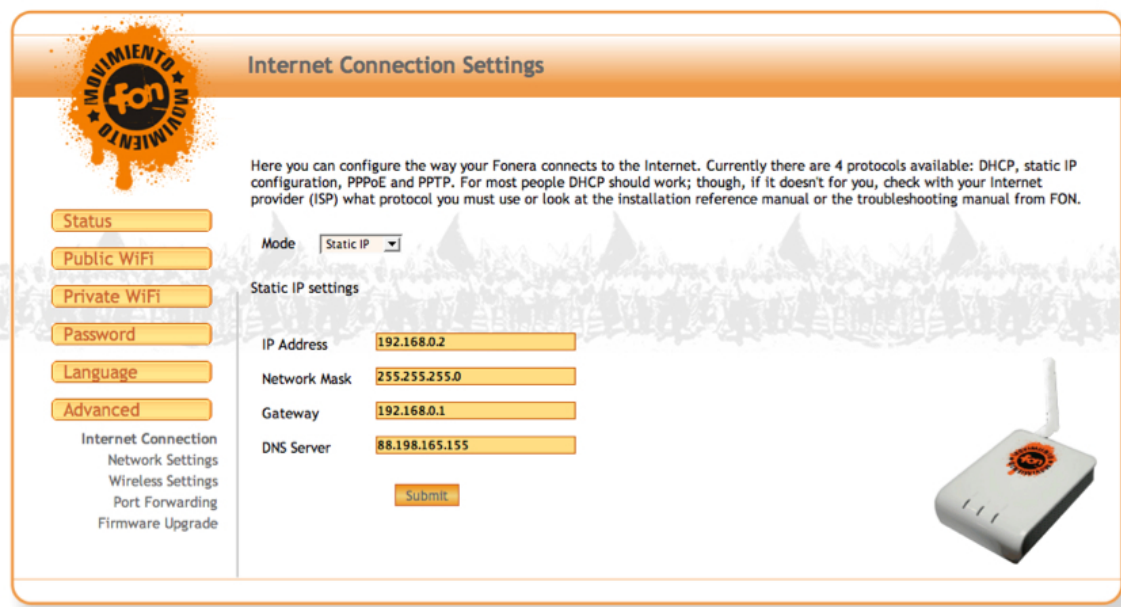 MOVIMIENTO
fon
MOVIMIENTO
Internet Connection Settings
Here you can configure the way your Fonera connects to the Internet. Currently there are 4 protocols available: DHCP, static IP
configuration, PPPoE and PPTP. For most people DHCP should work; though, if it doesn't for you, check with your Internet
provider (ISP) what protocol you must use or look at the installation reference manual or the troubleshooting manual from FON.
Status
Public WiFi
Private WiFi
Password
Language
Advanced
Internet Connection
Network Settings
Wireless Settings
Port Forwarding
Firmware Upgrade
Mode Static IP
Static IP settings
IP Address 192.168.0.2
Network Mask 255.255.255.0
Gateway 192.168.0.1
DNS Server 88.198.165.155
Submit
fon